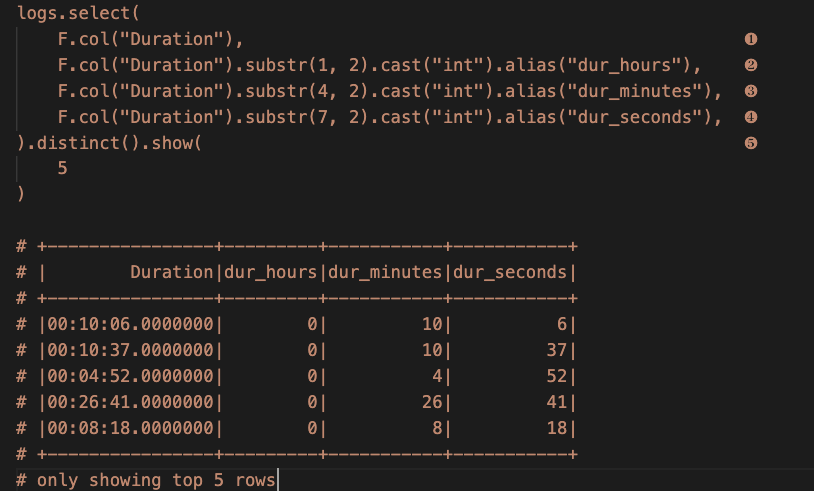 logs.select(
    F.col("Duration"), ❶
    F.col("Duration").substr(1, 2).cast("int").alias("dur_hours"), ❷
    F.col("Duration").substr(4, 2).cast("int").alias("dur_minutes"), ❸
    F.col("Duration").substr(7, 2).cast("int").alias("dur_seconds"), ❹
).distinct().show( ❺
    5
)

# +----------------+---------+-----------+-----------+
# |        Duration|dur_hours|dur_minutes|dur_seconds|
# +----------------+---------+-----------+-----------+
# |00:10:06.0000000|        0|         10|          6|
# |00:10:37.0000000|        0|         10|         37|
# |00:04:52.0000000|        0|          4|         52|
# |00:26:41.0000000|        0|         26|         41|
# |00:08:18.0000000|        0|          8|         18|
# +----------------+---------+-----------+-----------+
# only showing top 5 rows